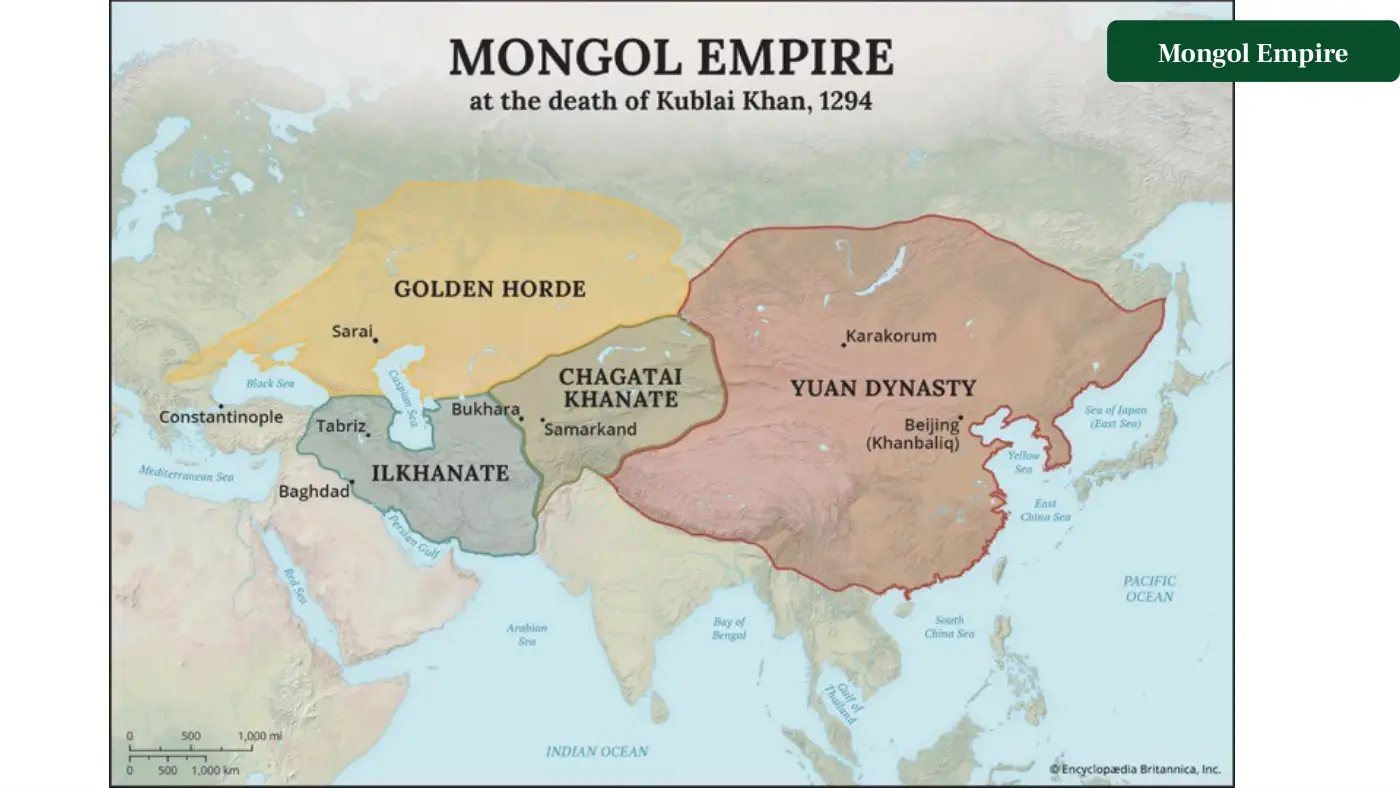 Mongol Empire
MONGOL EMPIRE
at the death of Kublai Khan, 1294
GOLDEN HORDE
Sarai
Karakorum
Black Sea
Caspian Sea
CHAGATAI
KHANATE
YUAN DYNASTY
Constantinople
Bukhara
Tabriz
Samarkand
Beijing
(Khanbaliq)
Sea of Japan
(East Sea)
Mediterranean Sea
ILKHANATE
Yellow
Sea
Baghdad
East
China Sea
Persian Gulf
Red Sea
PACIFIC
OCEAN
Arabian
Sea
Bay of
Bengal
South
China Sea
Gulf of
Thailand
0 500 1,000 mi
0 500 1,000 km
INDIAN OCEAN
© Encyclopædia Britannica, Inc.